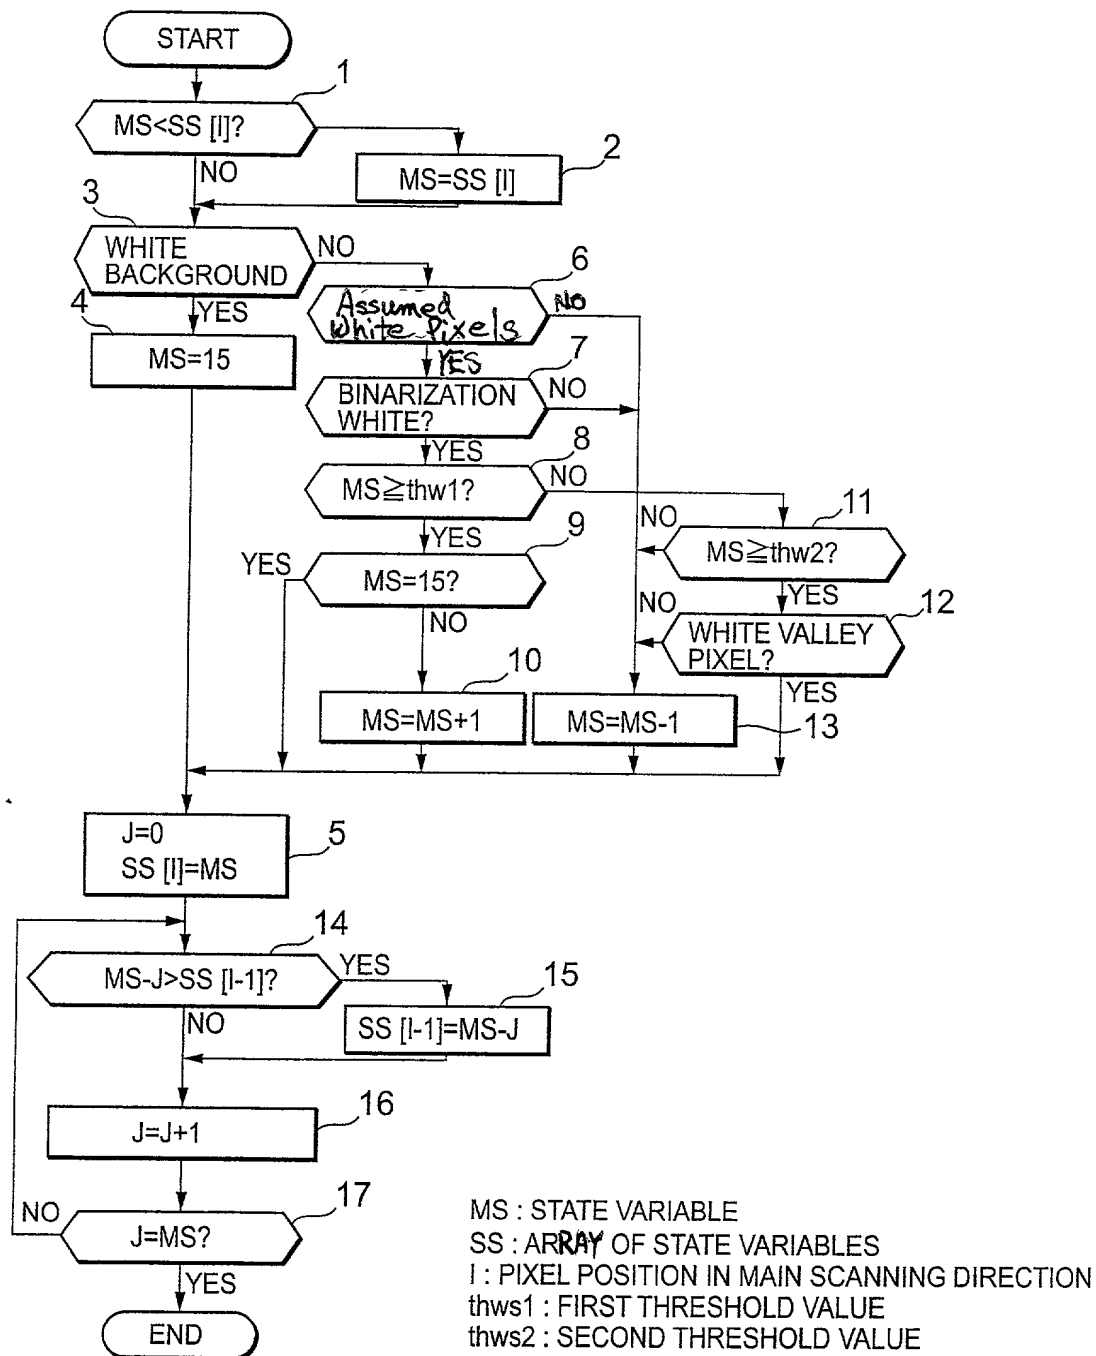 START
1
MS<SS [I]?
NO
2
MS=SS [I]
3
WHITE
BACKGROUND
NO
YES
4
MS=15
6
Assumed
White Pixels
NO
YES
7
BINARIZATION
WHITE?
NO
YES
8
MS≧thw1?
NO
YES
11
MS≧thw2?
NO
YES
9
MS=15?
YES
NO
12
WHITE VALLEY
PIXEL?
NO
YES
10
MS=MS+1
MS=MS-1
13
J=0
SS [I]=MS
5
14
MS-J>SS [I-1]?
YES
NO
15
SS [I-1]=MS-J
16
J=J+1
17
J=MS?
NO
YES
END
MS : STATE VARIABLE
SS : ARRAY OF STATE VARIABLES
I : PIXEL POSITION IN MAIN SCANNING DIRECTION
thws1 : FIRST THRESHOLD VALUE
thws2 : SECOND THRESHOLD VALUE